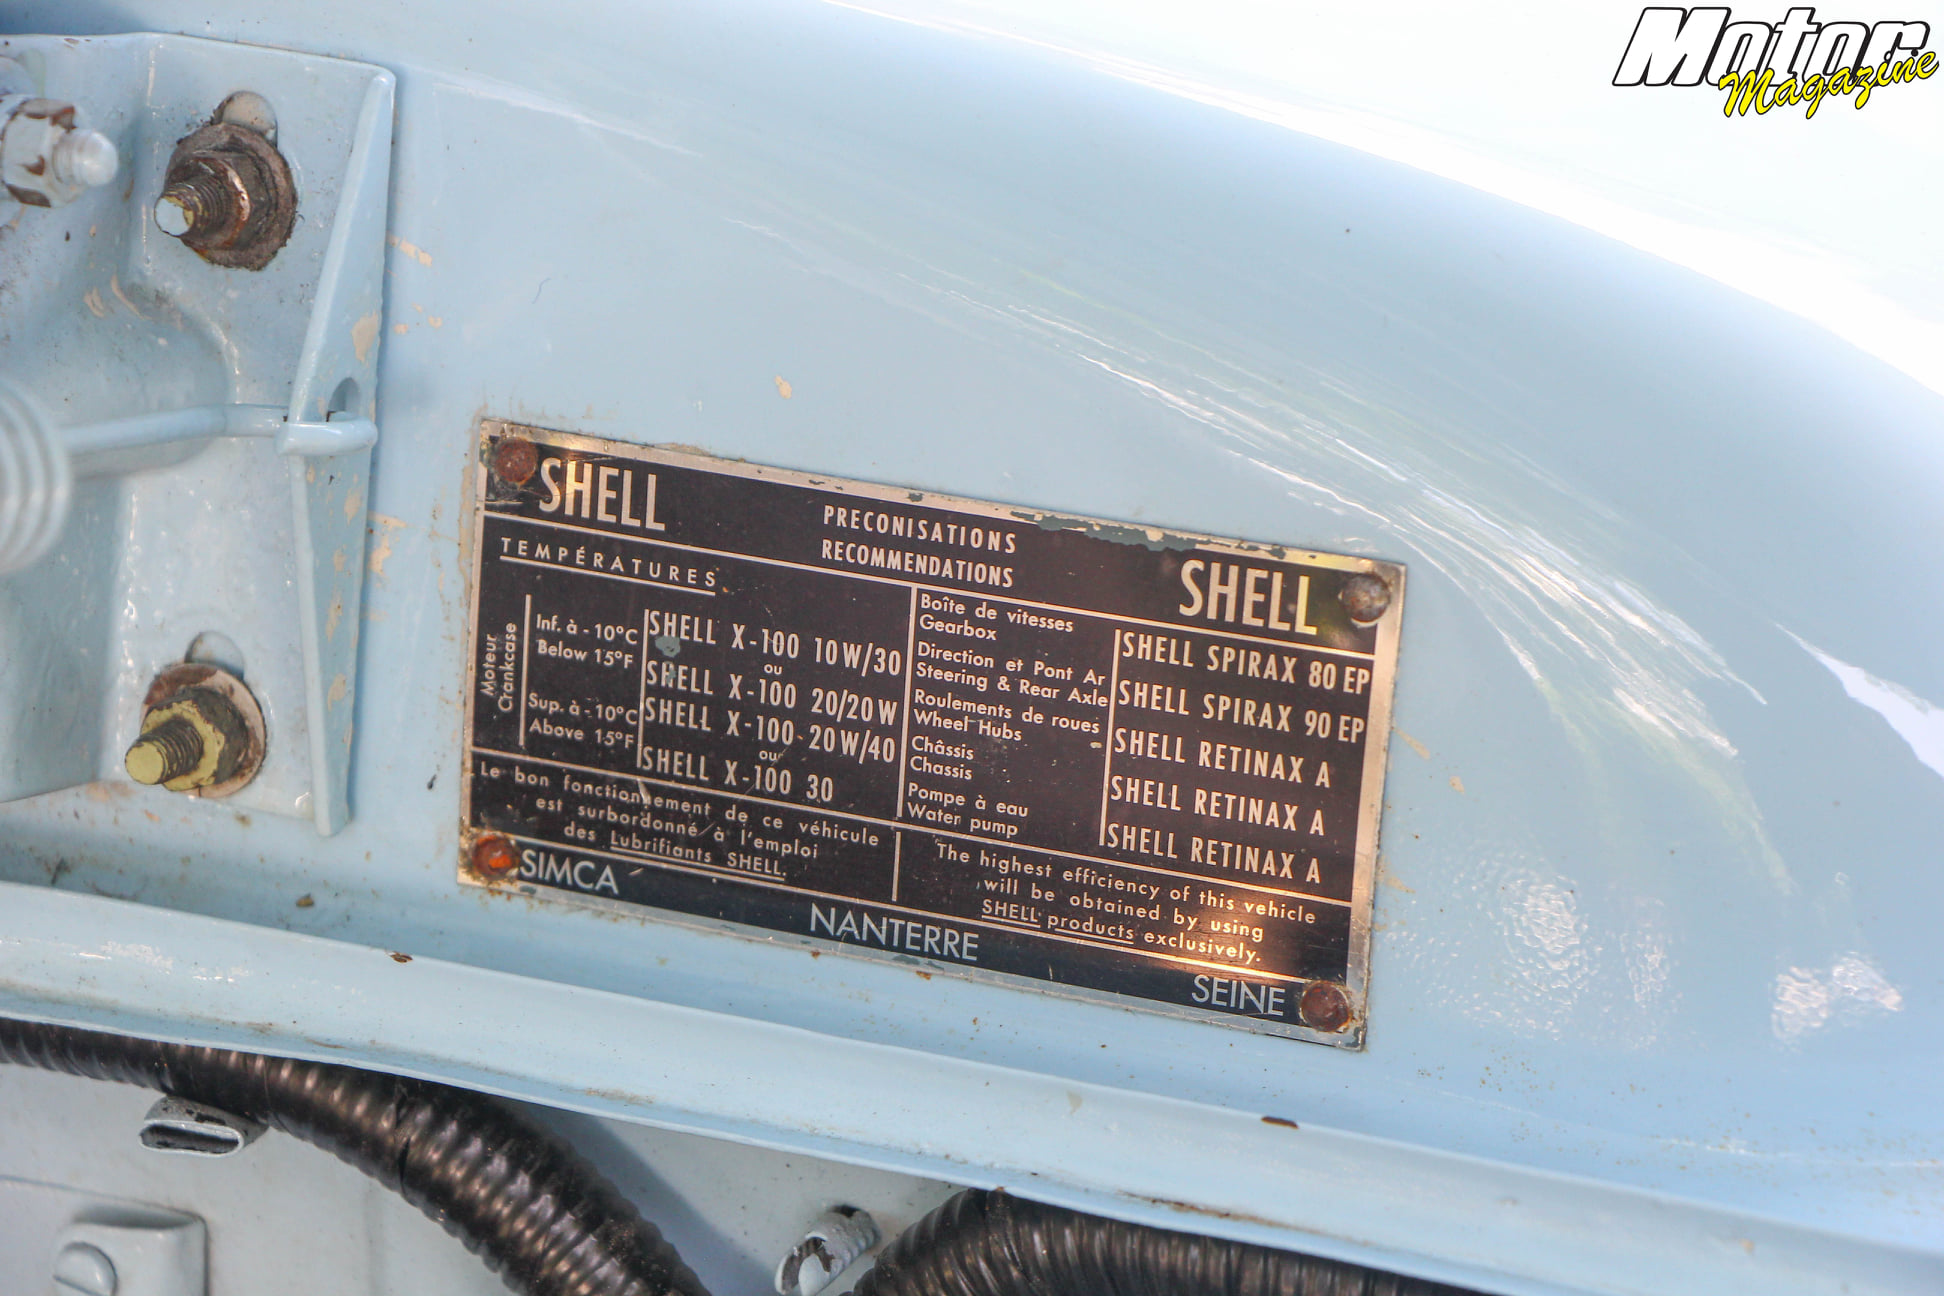 Motor
Magazine
SHELL
PRECONISATIONS
RECOMMENDATIONS
SHELL
TEMPÉRATURES
Moteur
Crankcase
Inf. à - 10°C
Below 15°F
SHELL X-100 10W/30
ou
SHELL X-100 20/20W
Sup. à - 10°C
Above 15°F
SHELL X-100 20W/40
ou
SHELL X-100 30
Boîte de vitesses
Gearbox
SHELL SPIRAX 80 EP
Direction et Pont Ar
Steering & Rear Axle
SHELL SPIRAX 90 EP
Roulements de roues
Wheel Hubs
SHELL RETINAX A
Châssis
Chassis
SHELL RETINAX A
Pompe à eau
Water pump
SHELL RETINAX A
Le bon fonctionnement de ce véhicule
est surbordonné à l'emploi
des Lubrifiants SHELL.
The highest efficiency of this vehicle
will be obtained by using
SHELL products exclusively.
SIMCA
NANTERRE
SEINE